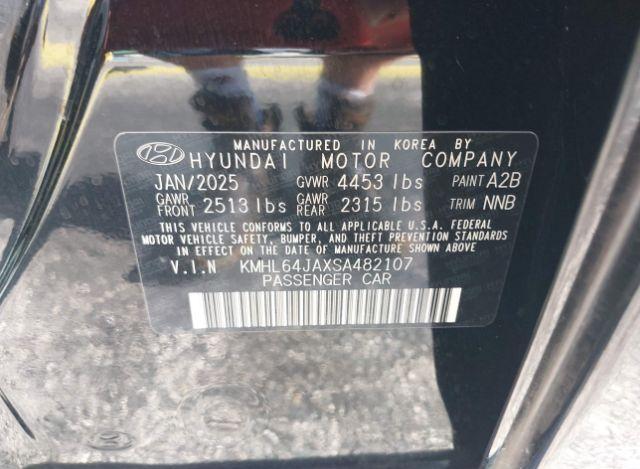 MANUFACTURED IN KOREA BY
HYUNDAI MOTOR COMPANY
JAN/2025 GVWR 4453 lbs PAINT A2B
GAWR FRONT 2513 lbs GAWR REAR 2315 lbs TRIM NNB
THIS VEHICLE CONFORMS TO ALL APPLICABLE U.S.A. FEDERAL
MOTOR VEHICLE SAFETY, BUMPER, AND THEFT PREVENTION STANDARDS
IN EFFECT ON THE DATE OF MANUFACTURE SHOWN ABOVE
V.I.N KMHL64JAXSA482107
PASSENGER CAR